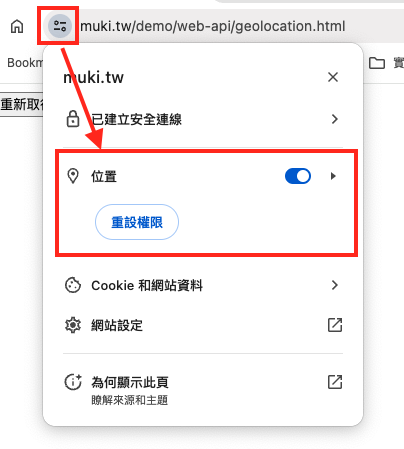 muki.tw/demo/web-api/geolocation.html
Bookm
muki.tw
重新取得
已建立安全連線
位置
重設權限
Cookie 和網站資料
網站設定
為何顯示此頁
瞭解來源和主題